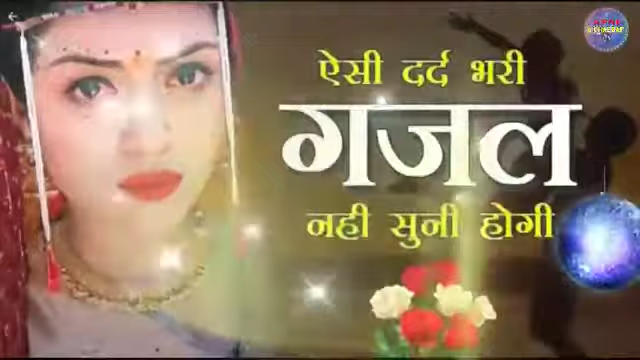 ऐसी दर्द भरी
गजल
नही सुनी होगी